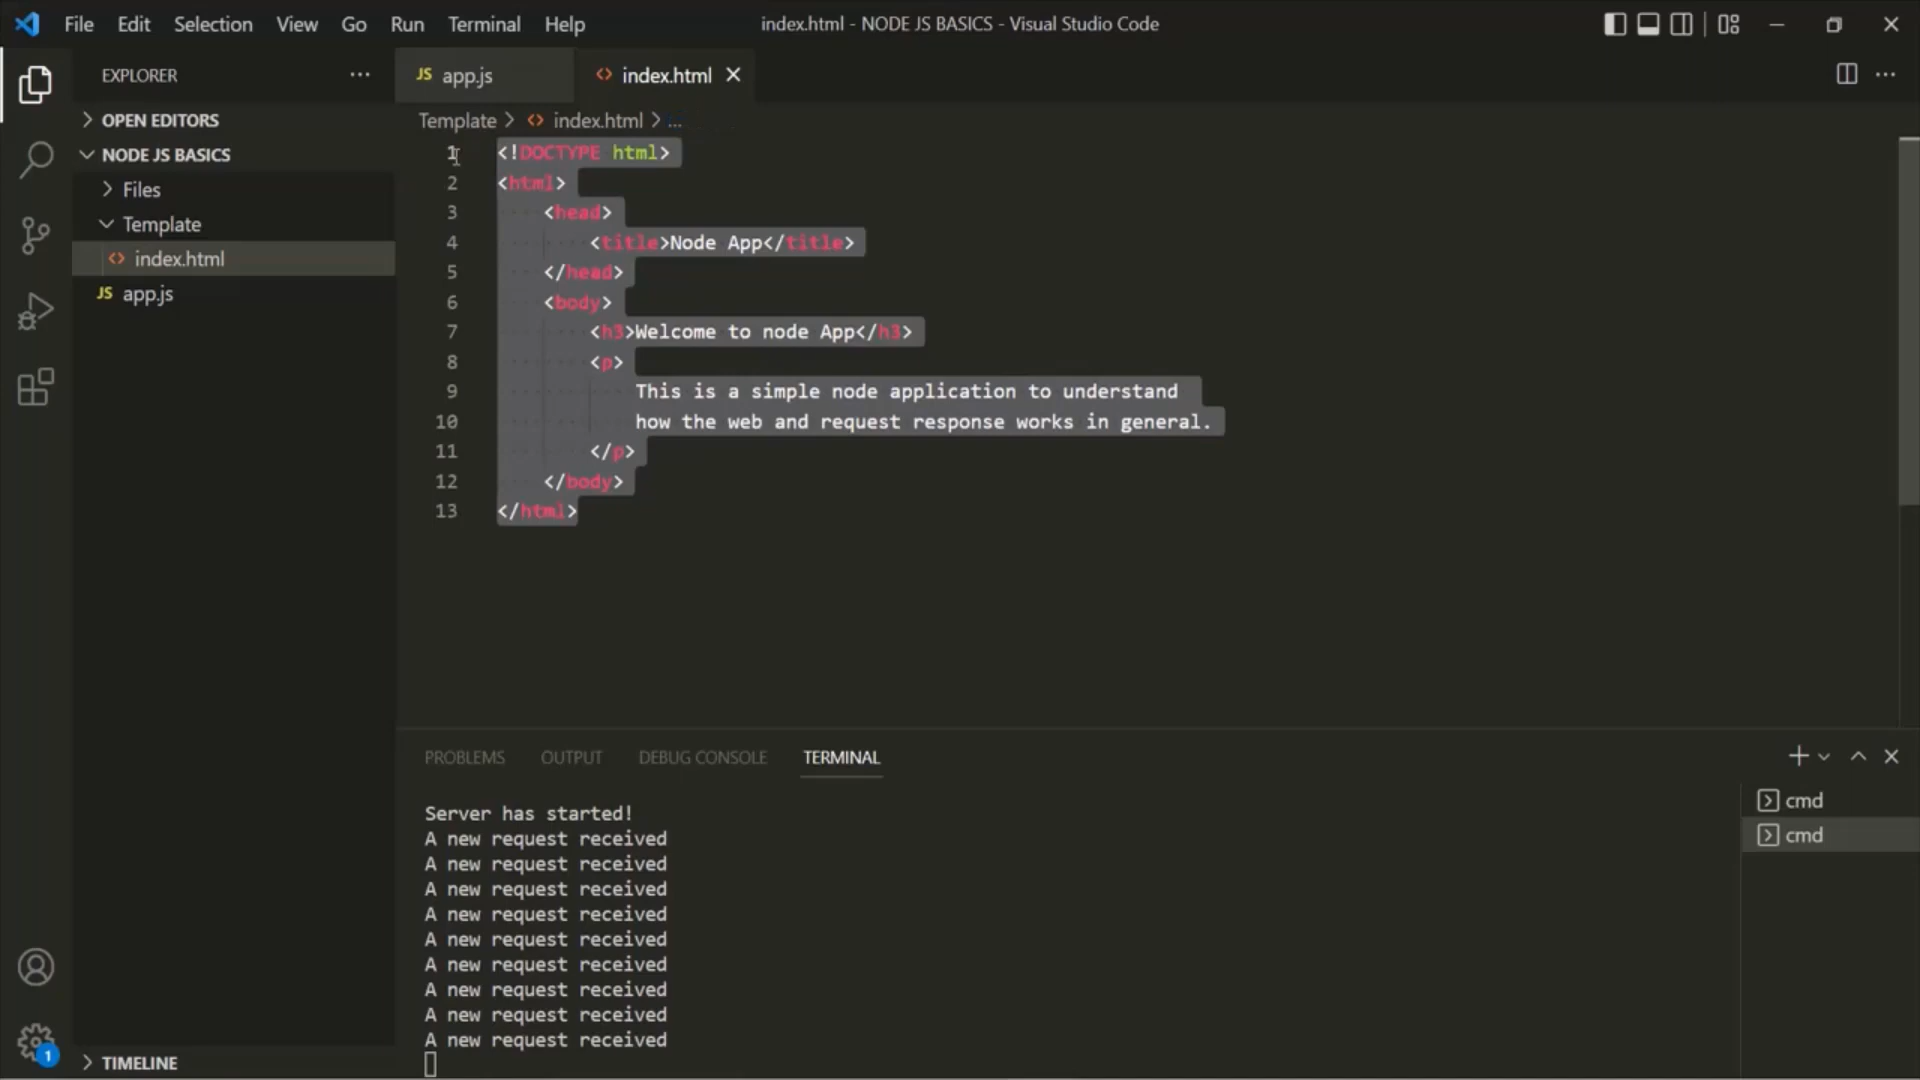 File Edit Selection View Go Run Terminal Help
index.html - NODE JS BASICS - Visual Studio Code
EXPLORER
OPEN EDITORS
NODE JS BASICS
Files
Template
index.html
JS app.js
TIMELINE
1
JS app.js
index.html
Template > index.html > ...
1 <!DOCTYPE html>
2 <html>
3 <head>
4 <title>Node App</title>
5 </head>
6 <body>
7 <h3>Welcome to node App</h3>
8 <p>
9 This is a simple node application to understand
10 how the web and request response works in general.
11 </p>
12 </body>
13 </html>
PROBLEMS OUTPUT DEBUG CONSOLE TERMINAL
Server has started!
A new request received
A new request received
A new request received
A new request received
A new request received
A new request received
A new request received
A new request received
A new request received
cmd
cmd